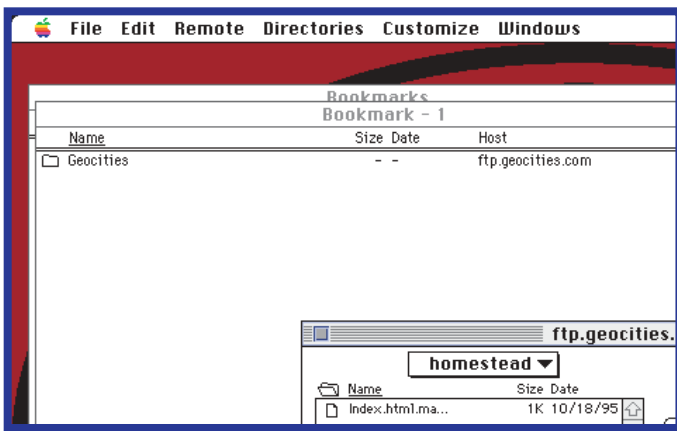 File Edit Remote Directories Customize Windows
Bookmarks
Bookmark - 1
Name Size Date Host
Geocities - - ftp.geocities.com
ftp.geocities.
homestead
Name Size Date
Index.html.ma... 1K 10/18/95